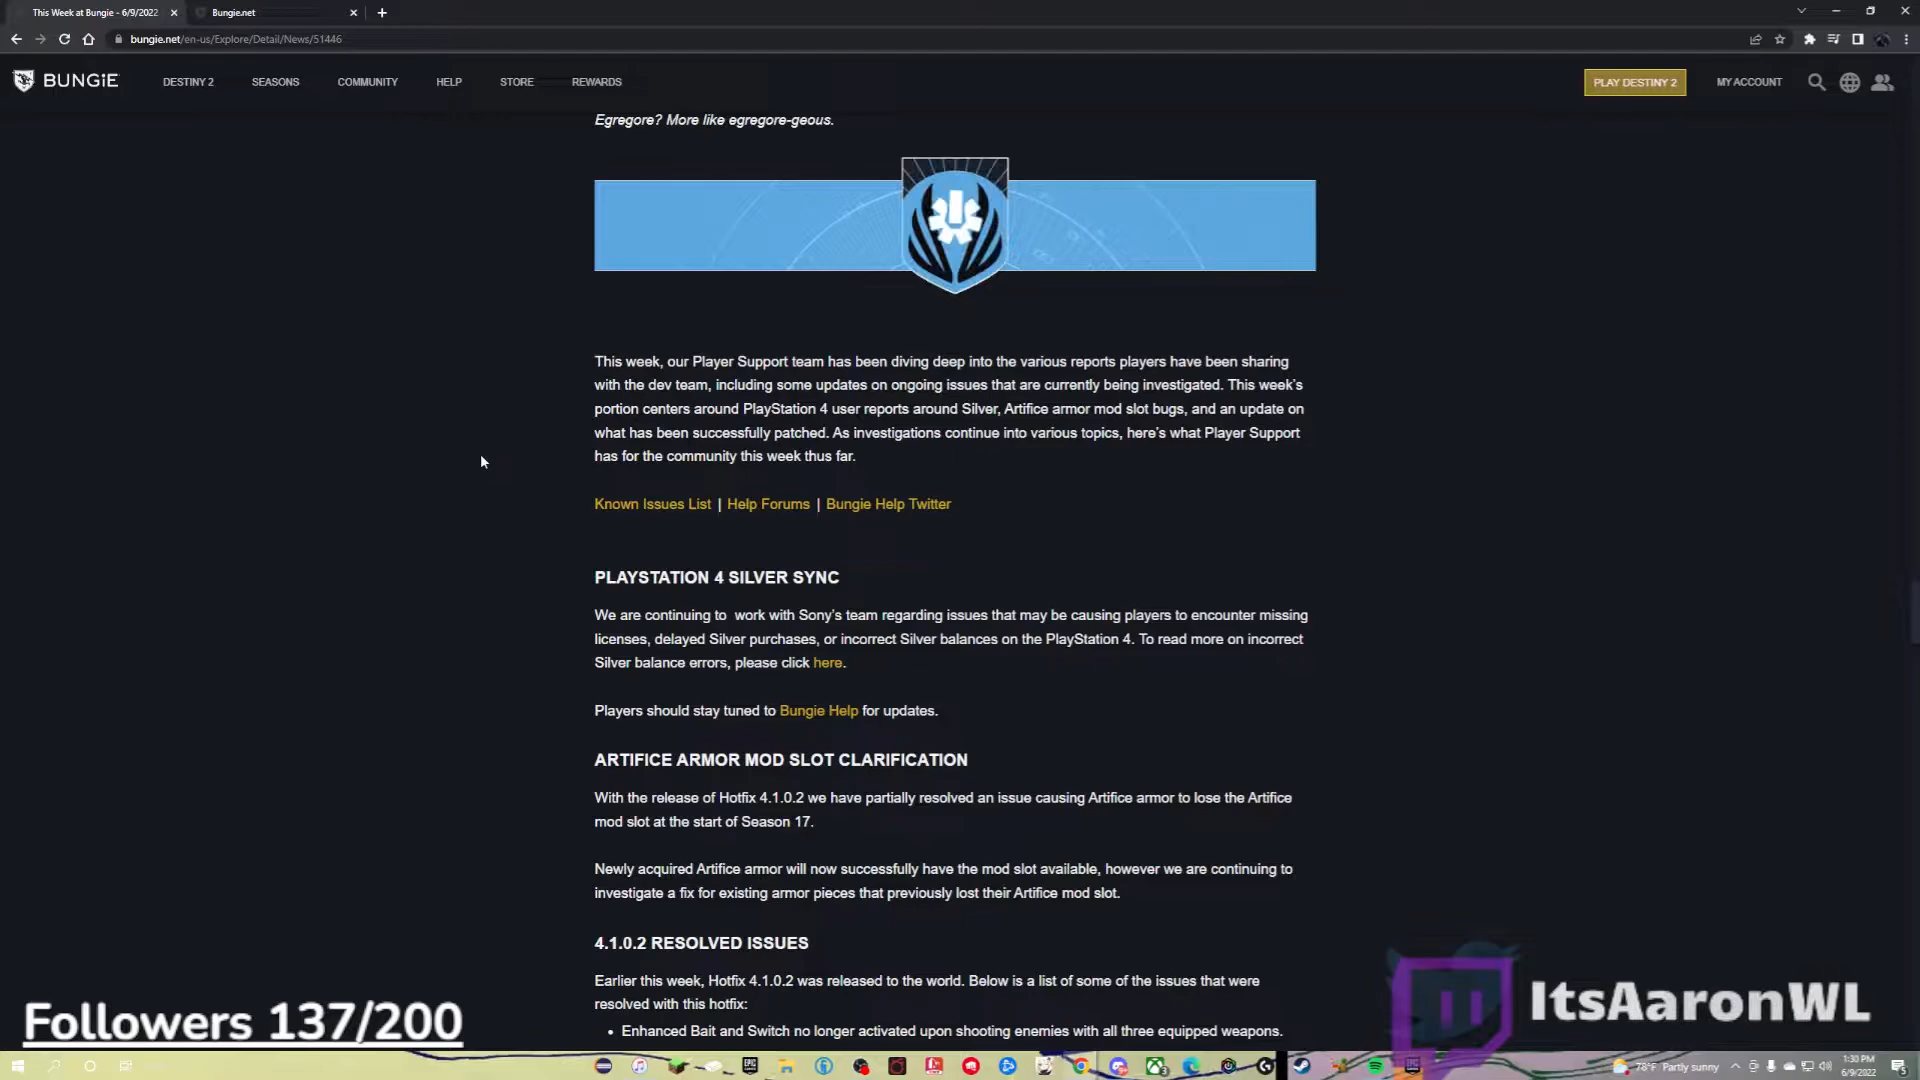 This Week at Bungie - 6/9/2022
Bungie.net
bungie.net/en-us/Explore/Detail/News/51446
BUNGiE
DESTINY 2
SEASONS
COMMUNITY
HELP
STORE
REWARDS
PLAY DESTINY 2
MY ACCOUNT
Egregore? More like egregore-geous.
This week, our Player Support team has been diving deep into the various reports players have been sharing
with the dev team, including some updates on ongoing issues that are currently being investigated. This week's
portion centers around PlayStation 4 user reports around Silver, Artifice armor mod slot bugs, and an update on
what has been successfully patched. As investigations continue into various topics, here's what Player Support
has for the community this week thus far.
Known Issues List | Help Forums | Bungie Help Twitter
PLAYSTATION 4 SILVER SYNC
We are continuing to work with Sony's team regarding issues that may be causing players to encounter missing
licenses, delayed Silver purchases, or incorrect Silver balances on the PlayStation 4. To read more on incorrect
Silver balance errors, please click here.
Players should stay tuned to Bungie Help for updates.
ARTIFICE ARMOR MOD SLOT CLARIFICATION
With the release of Hotfix 4.1.0.2 we have partially resolved an issue causing Artifice armor to lose the Artifice
mod slot at the start of Season 17.
Newly acquired Artifice armor will now successfully have the mod slot available, however we are continuing to
investigate a fix for existing armor pieces that previously lost their Artifice mod slot.
4.1.0.2 RESOLVED ISSUES
Earlier this week, Hotfix 4.1.0.2 was released to the world. Below is a list of some of the issues that were
resolved with this hotfix:
• Enhanced Bait and Switch no longer activated upon shooting enemies with all three equipped weapons.
Followers 137/200
ItsAaronWL
78°F Partly sunny
1:30 PM
6/9/2022